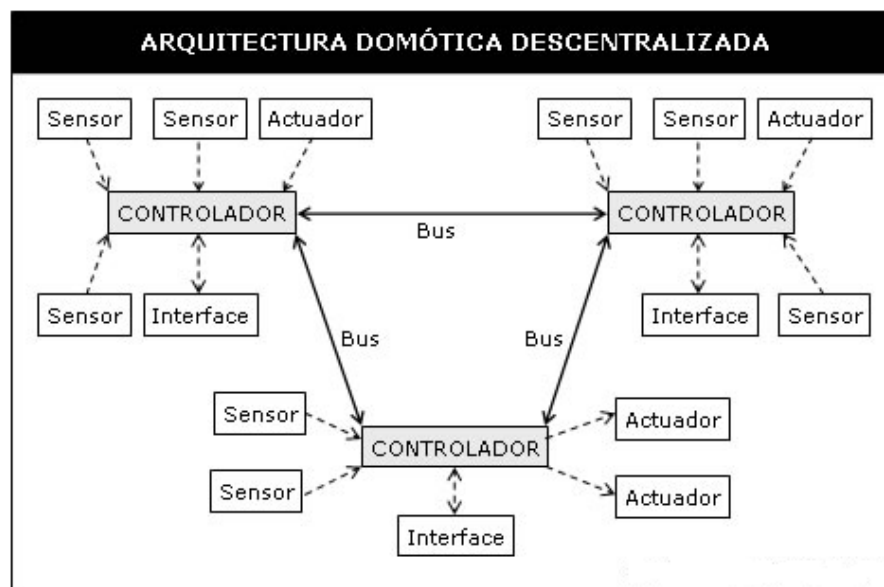 ARQUITECTURA DOMÓTICA DESCENTRALIZADA
Sensor
Sensor
Actuador
Sensor
Sensor
Actuador
CONTROLADOR
CONTROLADOR
Bus
Sensor
Interface
Interface
Sensor
Bus
Bus
Sensor
Actuador
CONTROLADOR
Sensor
Actuador
Interface